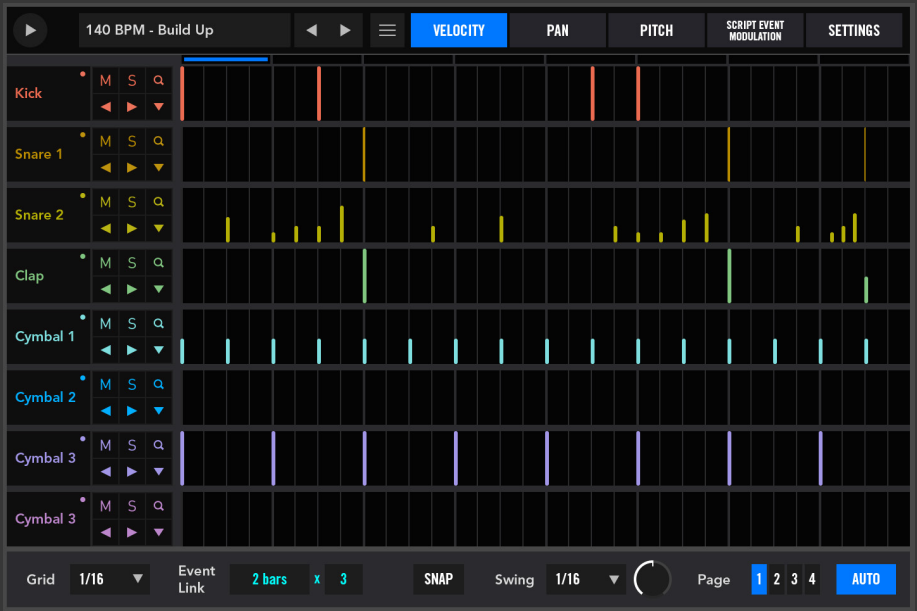 140 BPM - Build Up
VELOCITY
PAN
PITCH
SCRIPT EVENT
MODULATION
SETTINGS
Kick
M S
Snare 1
M S
Snare 2
M S
Clap
M S
Cymbal 1
M S
Cymbal 2
M S
Cymbal 3
M S
Cymbal 3
M S
Grid
1/16
Event
Link
2 bars x 3
SNAP
Swing
1/16
Page
1 2 3 4
AUTO